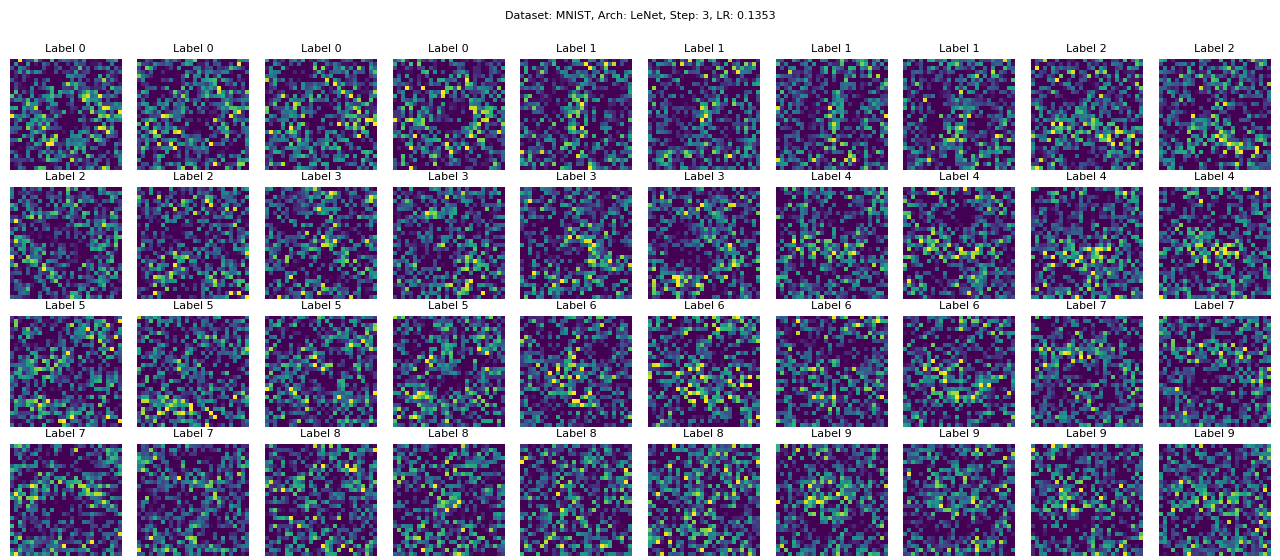 Dataset: MNIST, Arch: LeNet, Step: 3, LR: 0.1353
Label 0 Label 0 Label 0 Label 0 Label 1 Label 1 Label 1 Label 1 Label 2 Label 2
Label 2 Label 2 Label 3 Label 3 Label 3 Label 3 Label 4 Label 4 Label 4 Label 4
Label 5 Label 5 Label 5 Label 5 Label 6 Label 6 Label 6 Label 6 Label 7 Label 7
Label 7 Label 7 Label 8 Label 8 Label 8 Label 8 Label 9 Label 9 Label 9 Label 9